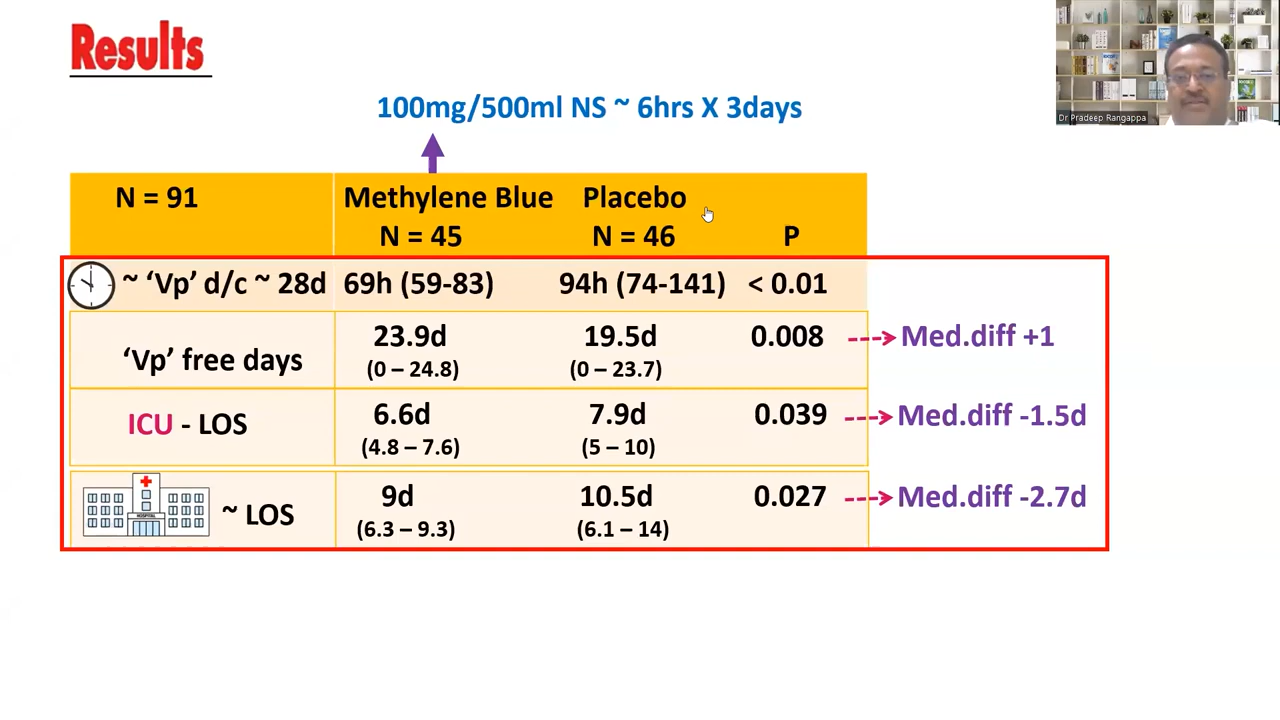 Results
100mg/500ml NS ~ 6hrs X 3days
N = 91 Methylene Blue Placebo
N = 45 N = 46 P
~ ‘Vp’ d/c ~ 28d 69h (59-83) 94h (74-141) < 0.01
‘Vp’ free days 23.9d 19.5d 0.008 Med.diff +1
(0 – 24.8) (0 – 23.7)
ICU - LOS 6.6d 7.9d 0.039 Med.diff -1.5d
(4.8 – 7.6) (5 – 10)
HOSPITAL ~ LOS 9d 10.5d 0.027 Med.diff -2.7d
(6.3 – 9.3) (6.1 – 14)
Dr Pradeep Rangappa